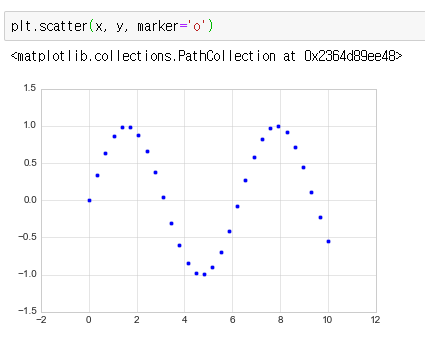 plt.scatter(x, y, marker='o')
<matplotlib.collections.PathCollection at 0x2364d89ee48>
1.5
1.0
0.5
0.0
−0.5
−1.0
−1.5
−2 0 2 4 6 8 10 12